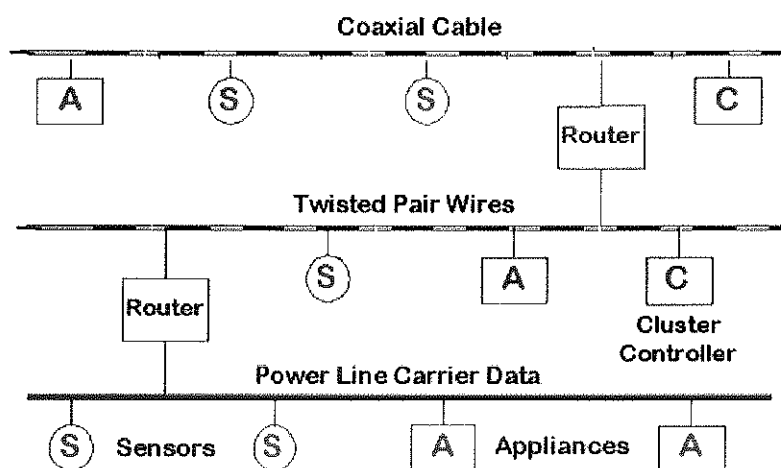 Coaxial Cable
A S S C
Router
Twisted Pair Wires
S A C
Router
Cluster
Controller
Power Line Carrier Data
S Sensors S A Appliances A